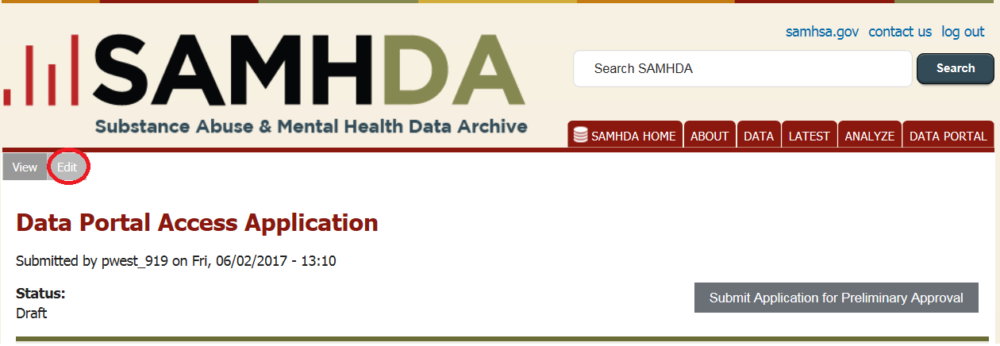 samhsa.gov contact us log out
SAMHDA
Search SAMHDA
Search
Substance Abuse & Mental Health Data Archive
SAMHDA HOME ABOUT DATA LATEST ANALYZE DATA PORTAL
View Edit
Data Portal Access Application
Submitted by pwest_919 on Fri, 06/02/2017 - 13:10
Status:
Draft
Submit Application for Preliminary Approval